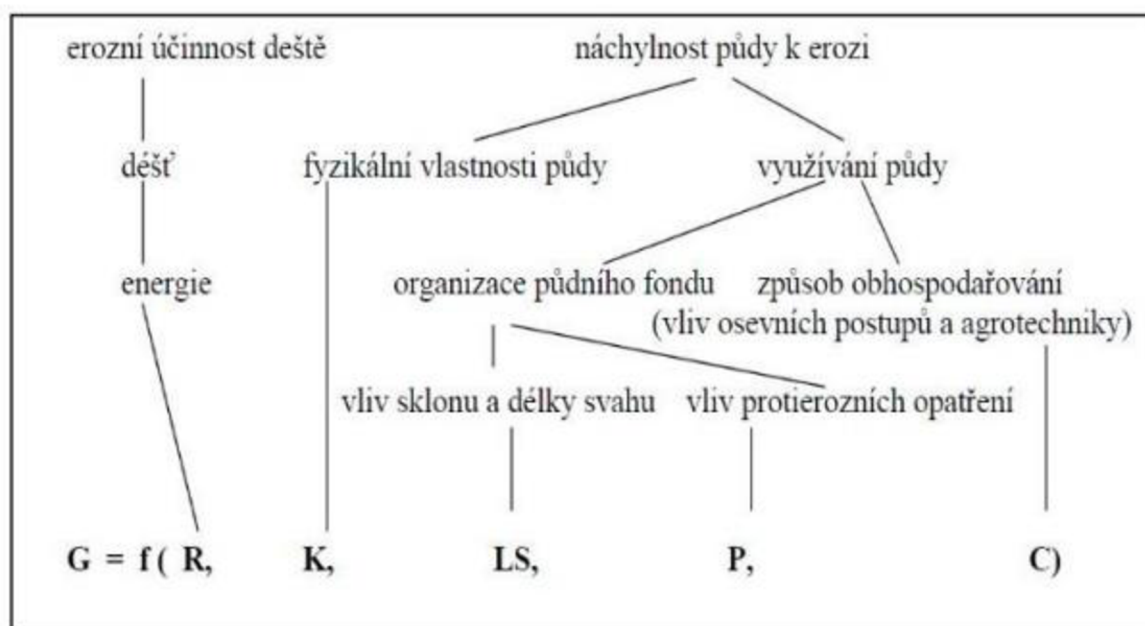 erozní účinnost deště náchylnost půdy k erozi
déšť fyzikální vlastnosti půdy využívání půdy
energie organizace půdního fondu způsob obhospodařování
(vliv osevních postupů a agrotechniky)
vliv sklonu a délky svahu vliv protierozních opatření
G = f ( R, K, LS, P, C)